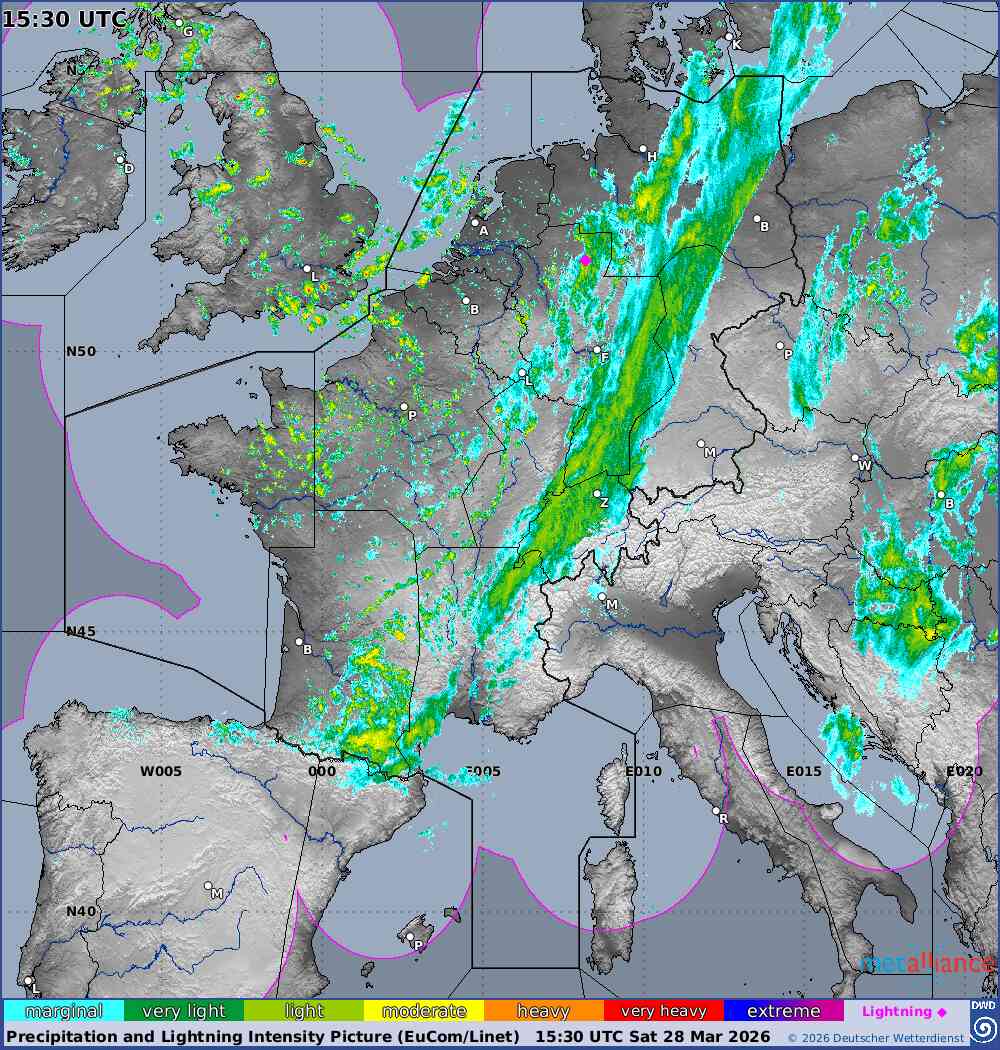 15:30 UTC
G
K
N
D
H
A
B
L
B
N50
P
F
L
P
M
W
Z
B
M
N45
B
W005
000
E005
E010
E015
E020
R
M
N40
P
L
metalliance
marginal very light light moderate heavy very heavy extreme Lightning ◆ DWD
Precipitation and Lightning Intensity Picture (EuCom/Linet) 15:30 UTC Sat 28 Mar 2026 © 2026 Deutscher Wetterdienst